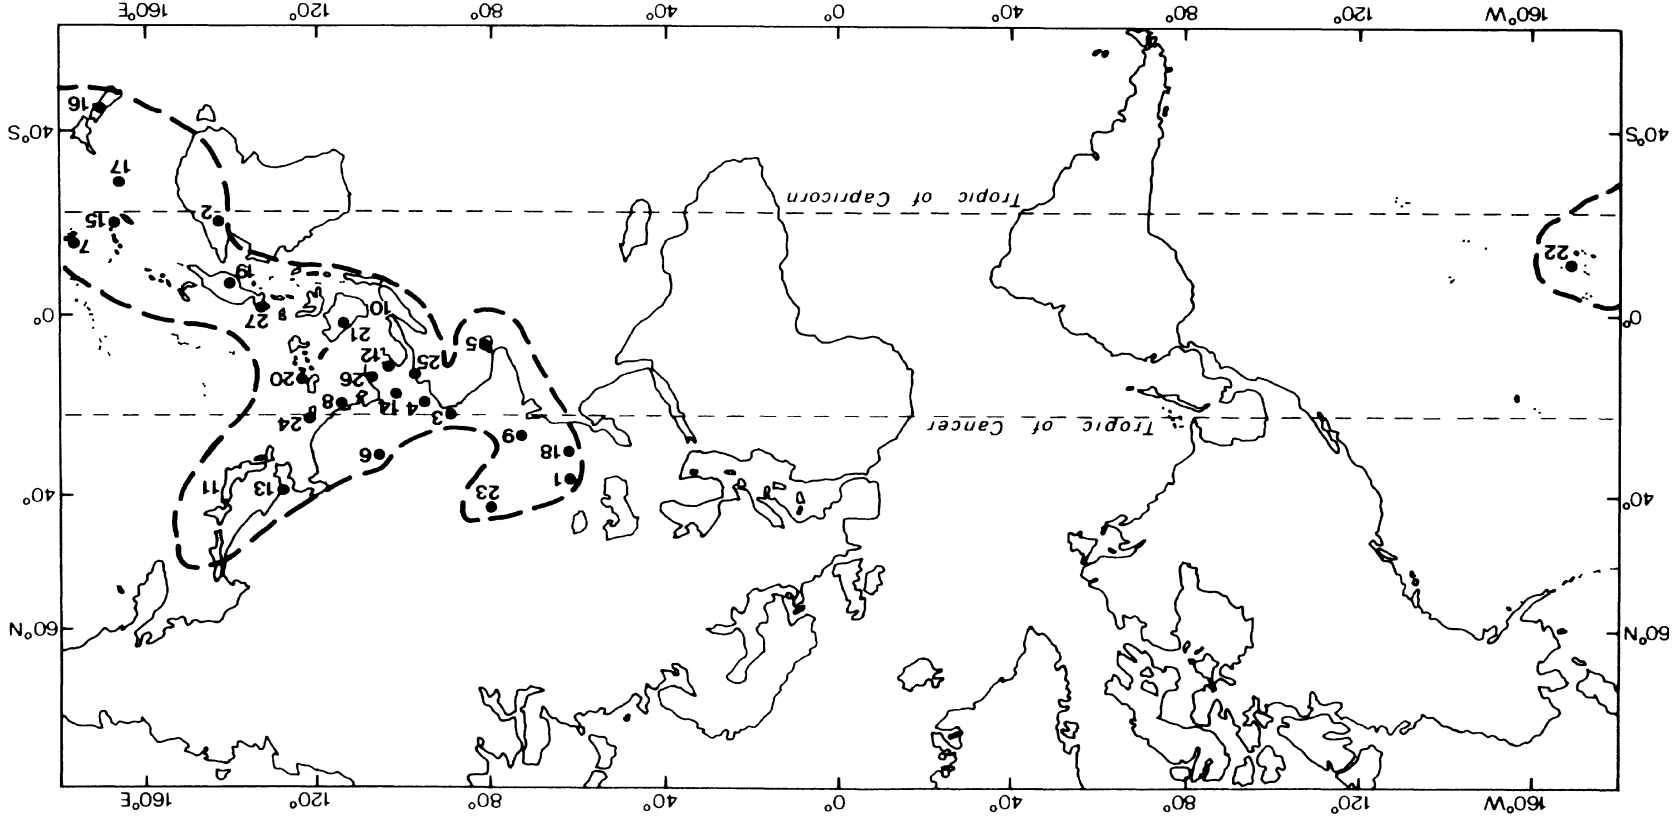 160°W 120° 80° 40° 0 40° 80° 120° 160°E
60°N 60°N
40° 23 1 13 11 40°
18 9 6
Tropic of Cancer 3 4 14 8 24
25 12 26 20
0° 5 21 27 0°
22 10 19 7
Tropic of Capricorn 2 15
17
40°S 16 40°S
160°W 120° 80° 40° 0 40° 80° 120° 160°E